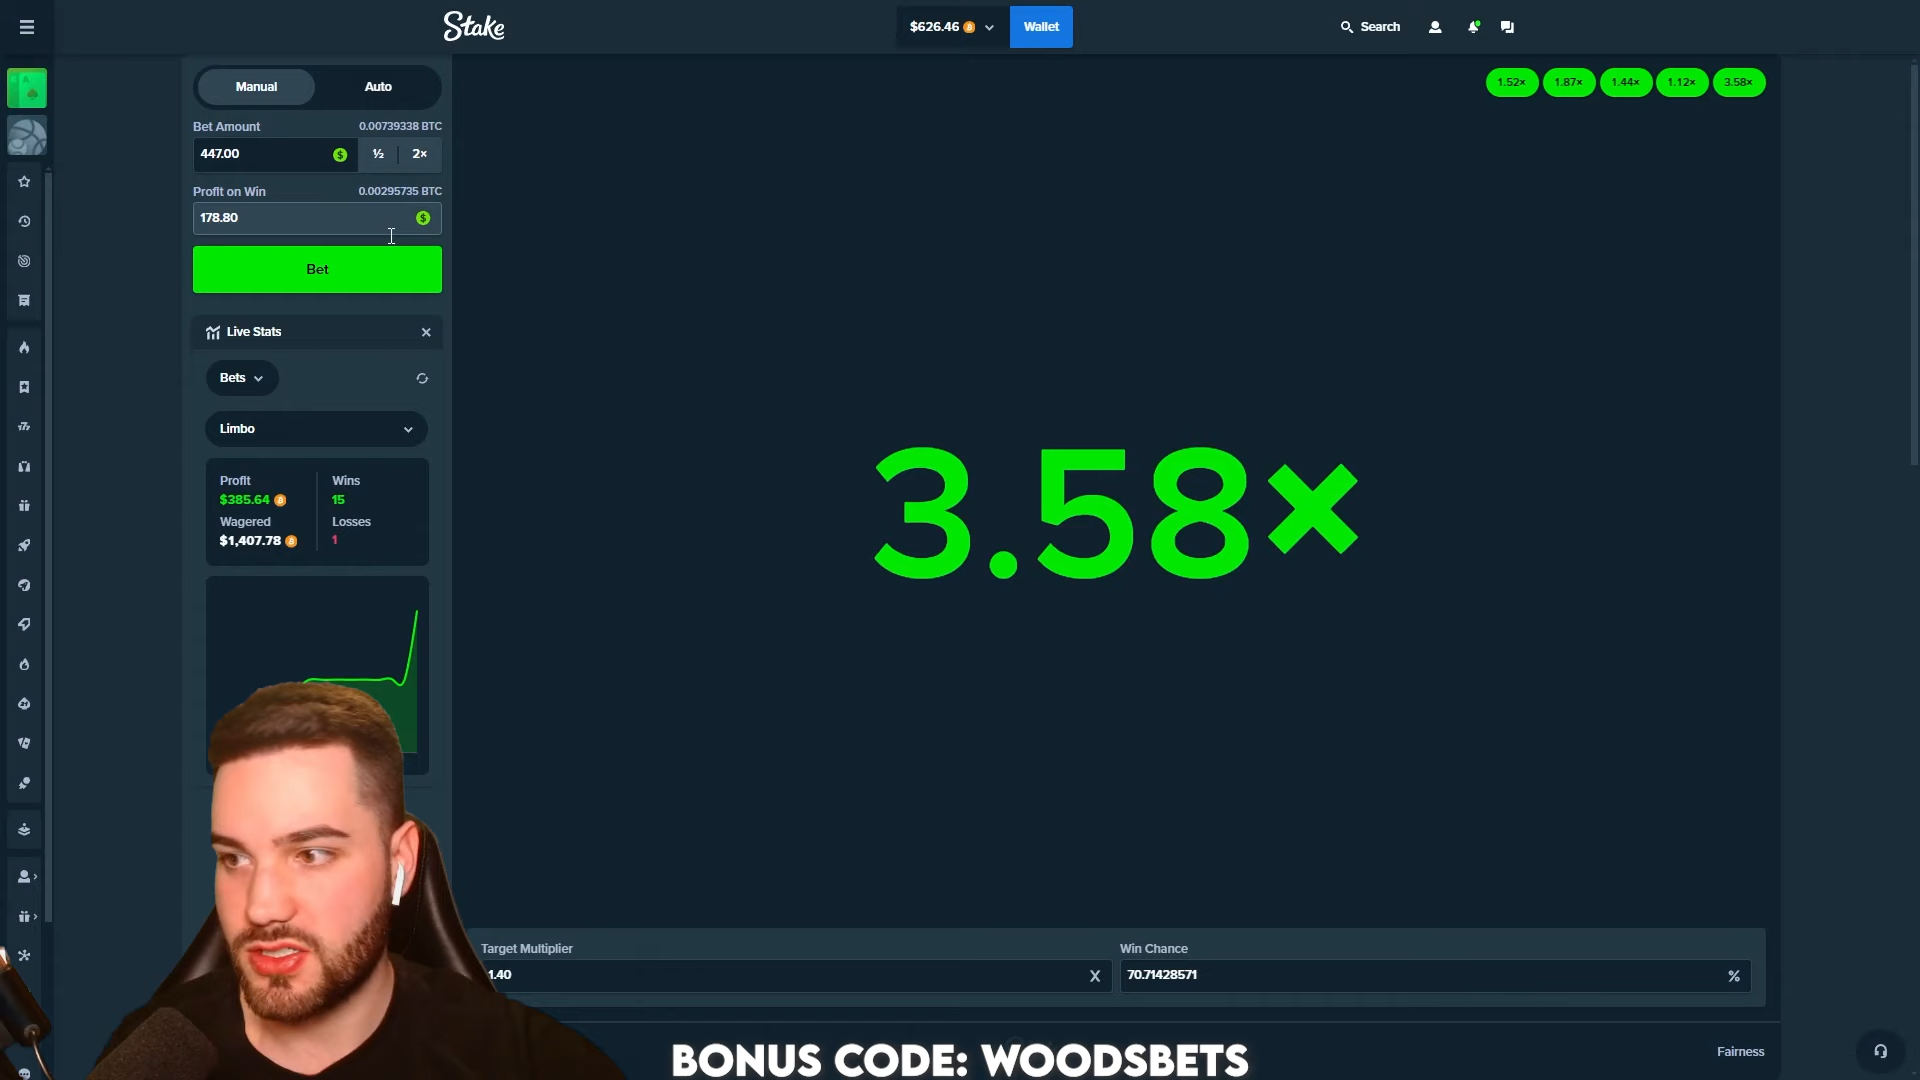 Stake
$626.46
Wallet
Search
Manual
Auto
1.52×
1.87×
1.44×
1.12×
3.58×
Bet Amount
0.00739338 BTC
447.00
½
2×
Profit on Win
0.00295735 BTC
178.80
Bet
Live Stats
Bets
Limbo
Profit
Wins
$385.64
15
Wagered
Losses
$1,407.78
1
3.58×
Target Multiplier
Win Chance
1.40
70.71428571
%
BONUS CODE: WOODSBETS
Fairness